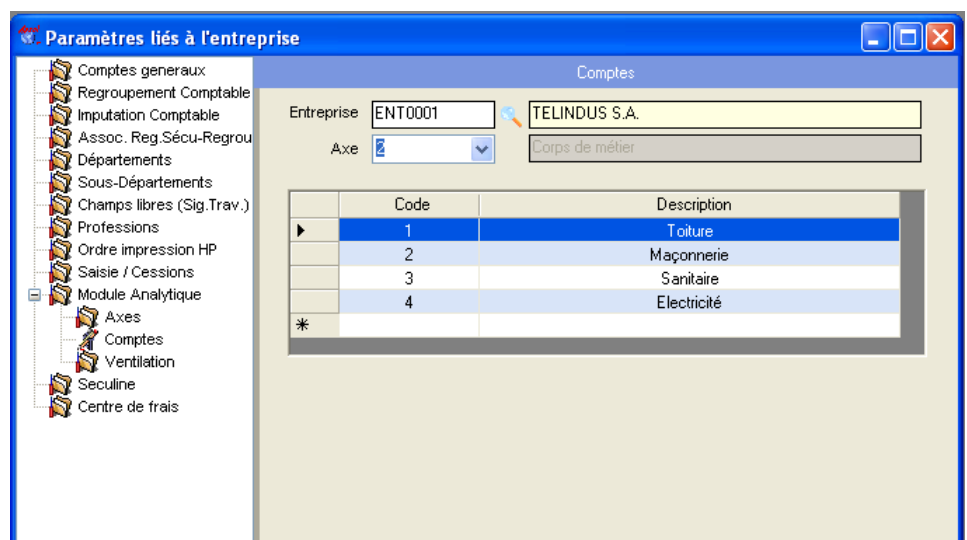 Paramètres liés à l'entreprise
Comptes generaux
Regroupement Comptable
Imputation Comptable
Assoc. Reg.Sécu-Regrou
Départements
Sous-Départements
Champs libres (Sig.Trav.)
Professions
Ordre impression HP
Saisie / Cessions
Module Analytique
Axes
Comptes
Ventilation
Seculine
Centre de frais
Comptes
Entreprise ENT0001 TELINDUS S.A.
Axe 2 Corps de métier
Code Description
1 Toiture
2 Maçonnerie
3 Sanitaire
4 Electricité